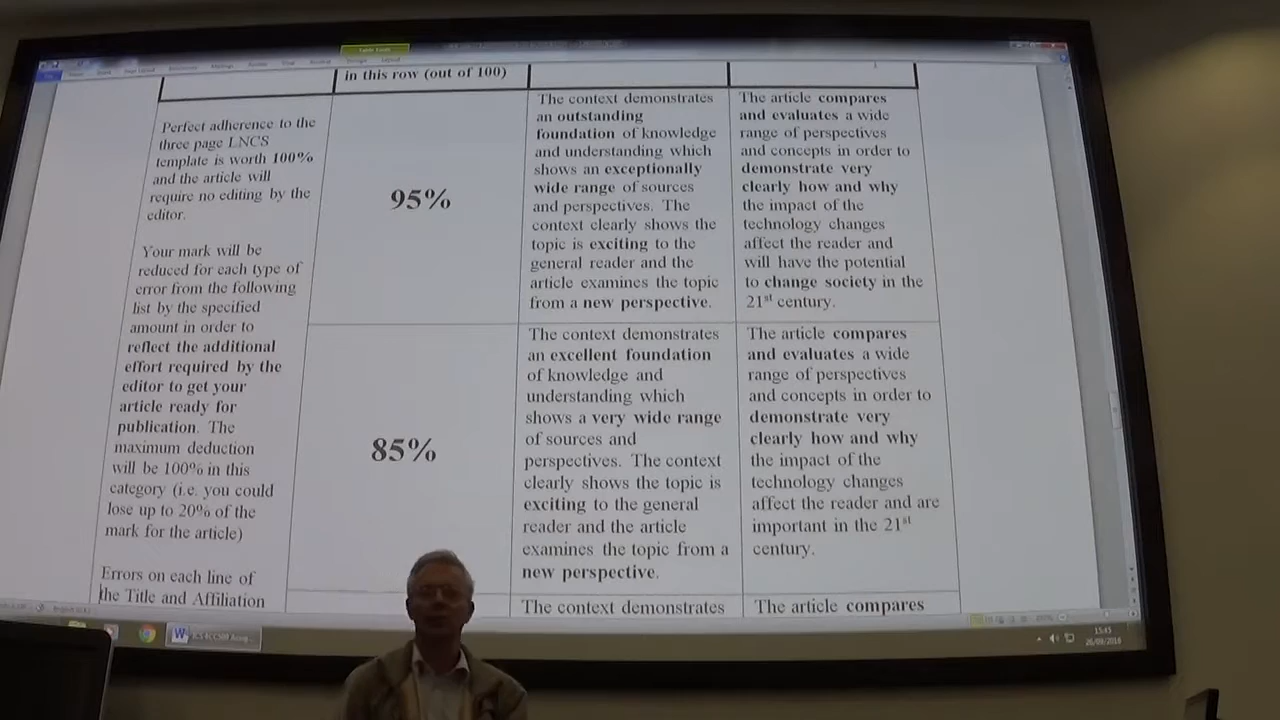 Table Tools
in this row (out of 100)
Perfect adherence to the
three page LNCS
template is worth 100%
and the article will
require no editing by the
editor.
Your mark will be
reduced for each type of
error from the following
list by the specified
amount in order to
reflect the additional
effort required by the
editor to get your
article ready for
publication. The
maximum deduction
will be 100% in this
category (i.e. you could
lose up to 20% of the
mark for the article)
Errors on each line of
the Title and Affiliation
95%
The context demonstrates
an outstanding
foundation of knowledge
and understanding which
shows an exceptionally
wide range of sources
and perspectives. The
context clearly shows the
topic is exciting to the
general reader and the
article examines the topic
from a new perspective.
The article compares
and evaluates a wide
range of perspectives
and concepts in order to
demonstrate very
clearly how and why
the impact of the
technology changes
affect the reader and
will have the potential
to change society in the
21st century.
85%
The context demonstrates
an excellent foundation
of knowledge and
understanding which
shows a very wide range
of sources and
perspectives. The context
clearly shows the topic is
exciting to the general
reader and the article
examines the topic from a
new perspective.
The article compares
and evaluates a wide
range of perspectives
and concepts in order to
demonstrate very
clearly how and why
the impact of the
technology changes
affect the reader and are
important in the 21st
century.
The context demonstrates
The article compares
15:45
26/09/2016